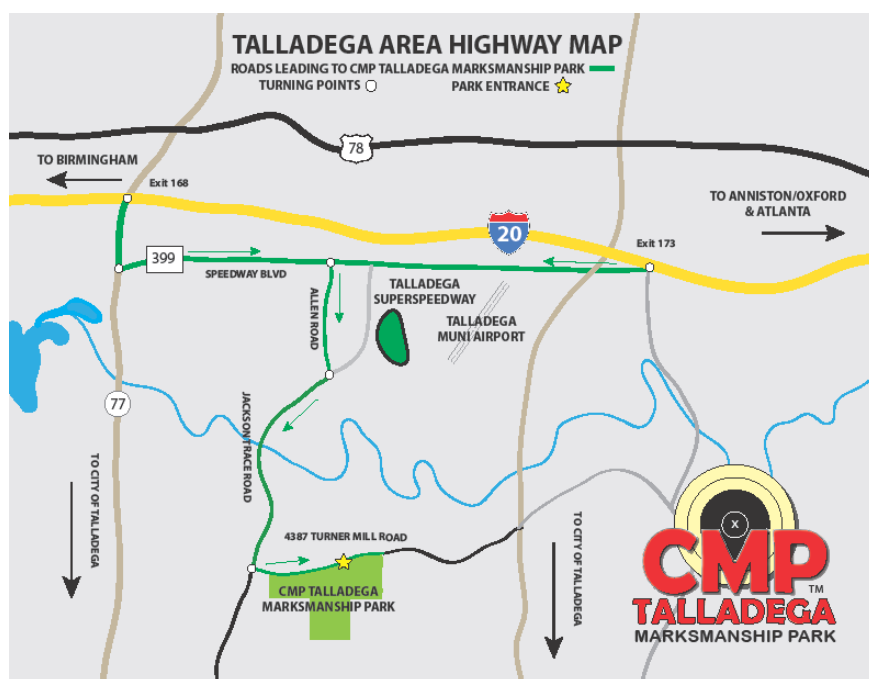 TALLADEGA AREA HIGHWAY MAP
ROADS LEADING TO CMP TALLADEGA MARKSMANSHIP PARK
TURNING POINTS
PARK ENTRANCE
78
TO BIRMINGHAM
Exit 168
TO ANNISTON/OXFORD
& ATLANTA
20
Exit 173
399
SPEEDWAY BLVD
TALLADEGA
SUPERSPEEDWAY
ALLEN ROAD
TALLADEGA
MUNI AIRPORT
77
JACKSON TRACE ROAD
TO CITY OF TALLADEGA
4387 TURNER MILL ROAD
TO CITY OF TALLADEGA
CMP TALLADEGA
MARKSMANSHIP PARK
X
CMP
TM
TALLADEGA
MARKSMANSHIP PARK